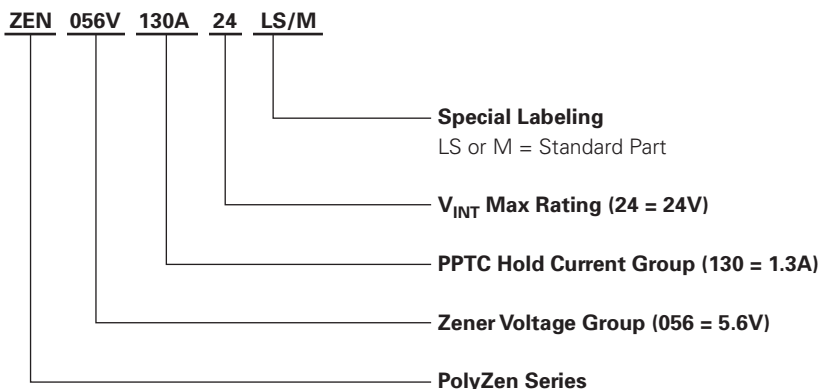 ZEN 056V 130A 24 LS/M
Special Labeling
LS or M = Standard Part
VINT Max Rating (24 = 24V)
PPTC Hold Current Group (130 = 1.3A)
Zener Voltage Group (056 = 5.6V)
PolyZen Series